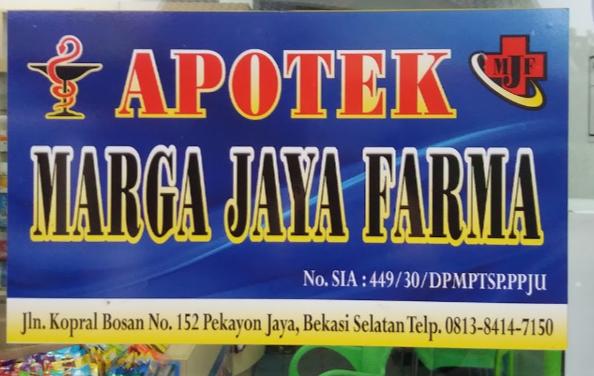 APOTEK
MJF
MARGA JAYA FARMA
No. SIA : 449/30/DPMPTSP.PPJU
Jln. Kopral Bosan No. 152 Pekayon Jaya, Bekasi Selatan Telp. 0813-8414-7150